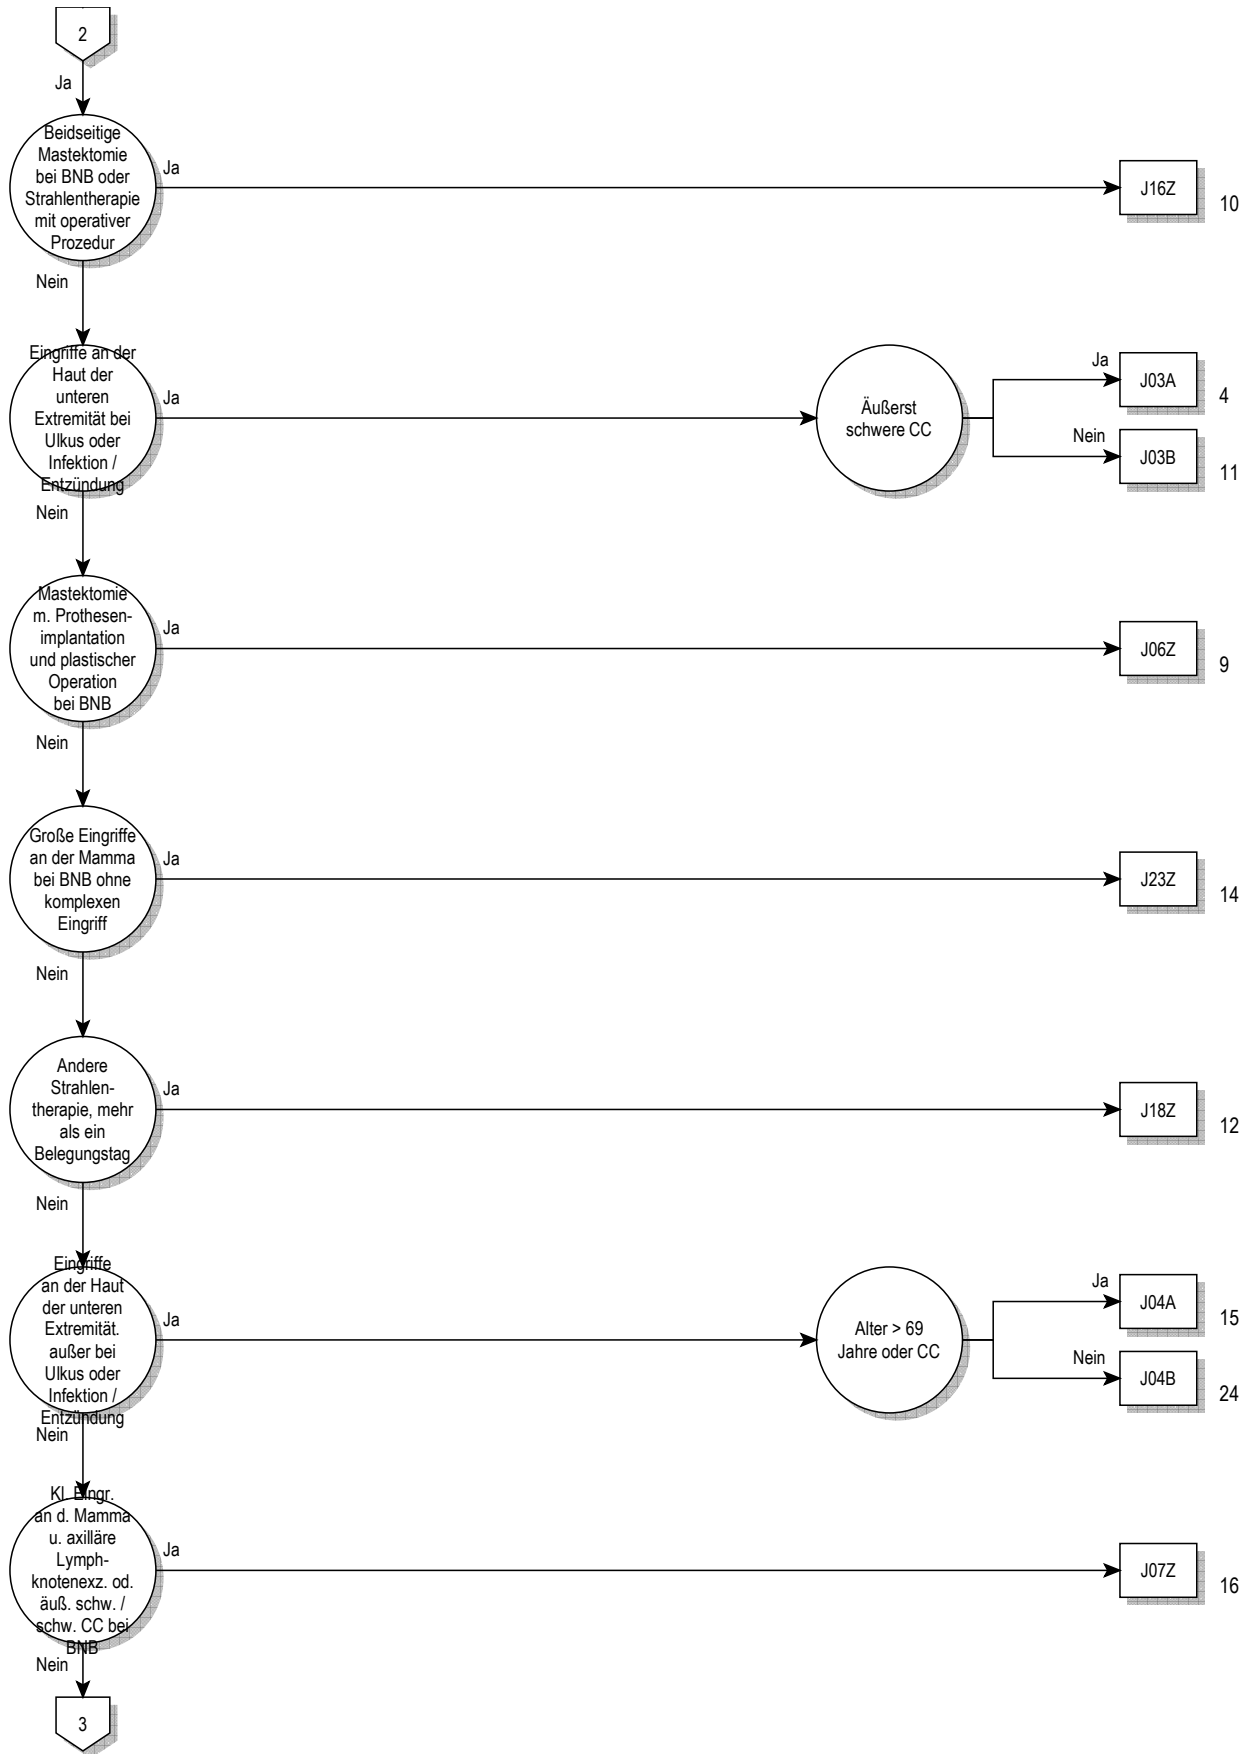 2
Ja
Beidseitige
Mastektomie
bei BNB oder
Strahlentherapie
mit operativer
Prozedur
Ja
J16Z
10
Nein
Eingriffe an der
Haut der
unteren
Extremität bei
Ulkus oder
Infektion /
Entzündung
Ja
Äußerst
schwere CC
Ja
J03A
4
Nein
J03B
11
Nein
Mastektomie
m. Prothesen-
implantation
und plastischer
Operation
bei BNB
Ja
J06Z
9
Nein
Große Eingriffe
an der Mamma
bei BNB ohne
komplexen
Eingriff
Ja
J23Z
14
Nein
Andere
Strahlen-
therapie, mehr
als ein
Belegungstag
Ja
J18Z
12
Nein
Eingriffe
an der Haut
der unteren
Extremität.
außer bei
Ulkus oder
Infektion /
Entzündung
Ja
Alter > 69
Jahre oder CC
Ja
J04A
15
Nein
J04B
24
Nein
Kl. Eingr.
an d. Mamma
u. axilläre
Lymph-
knotenexz. od.
äuß. schw. /
schw. CC bei
BNB
Ja
J07Z
16
Nein
3